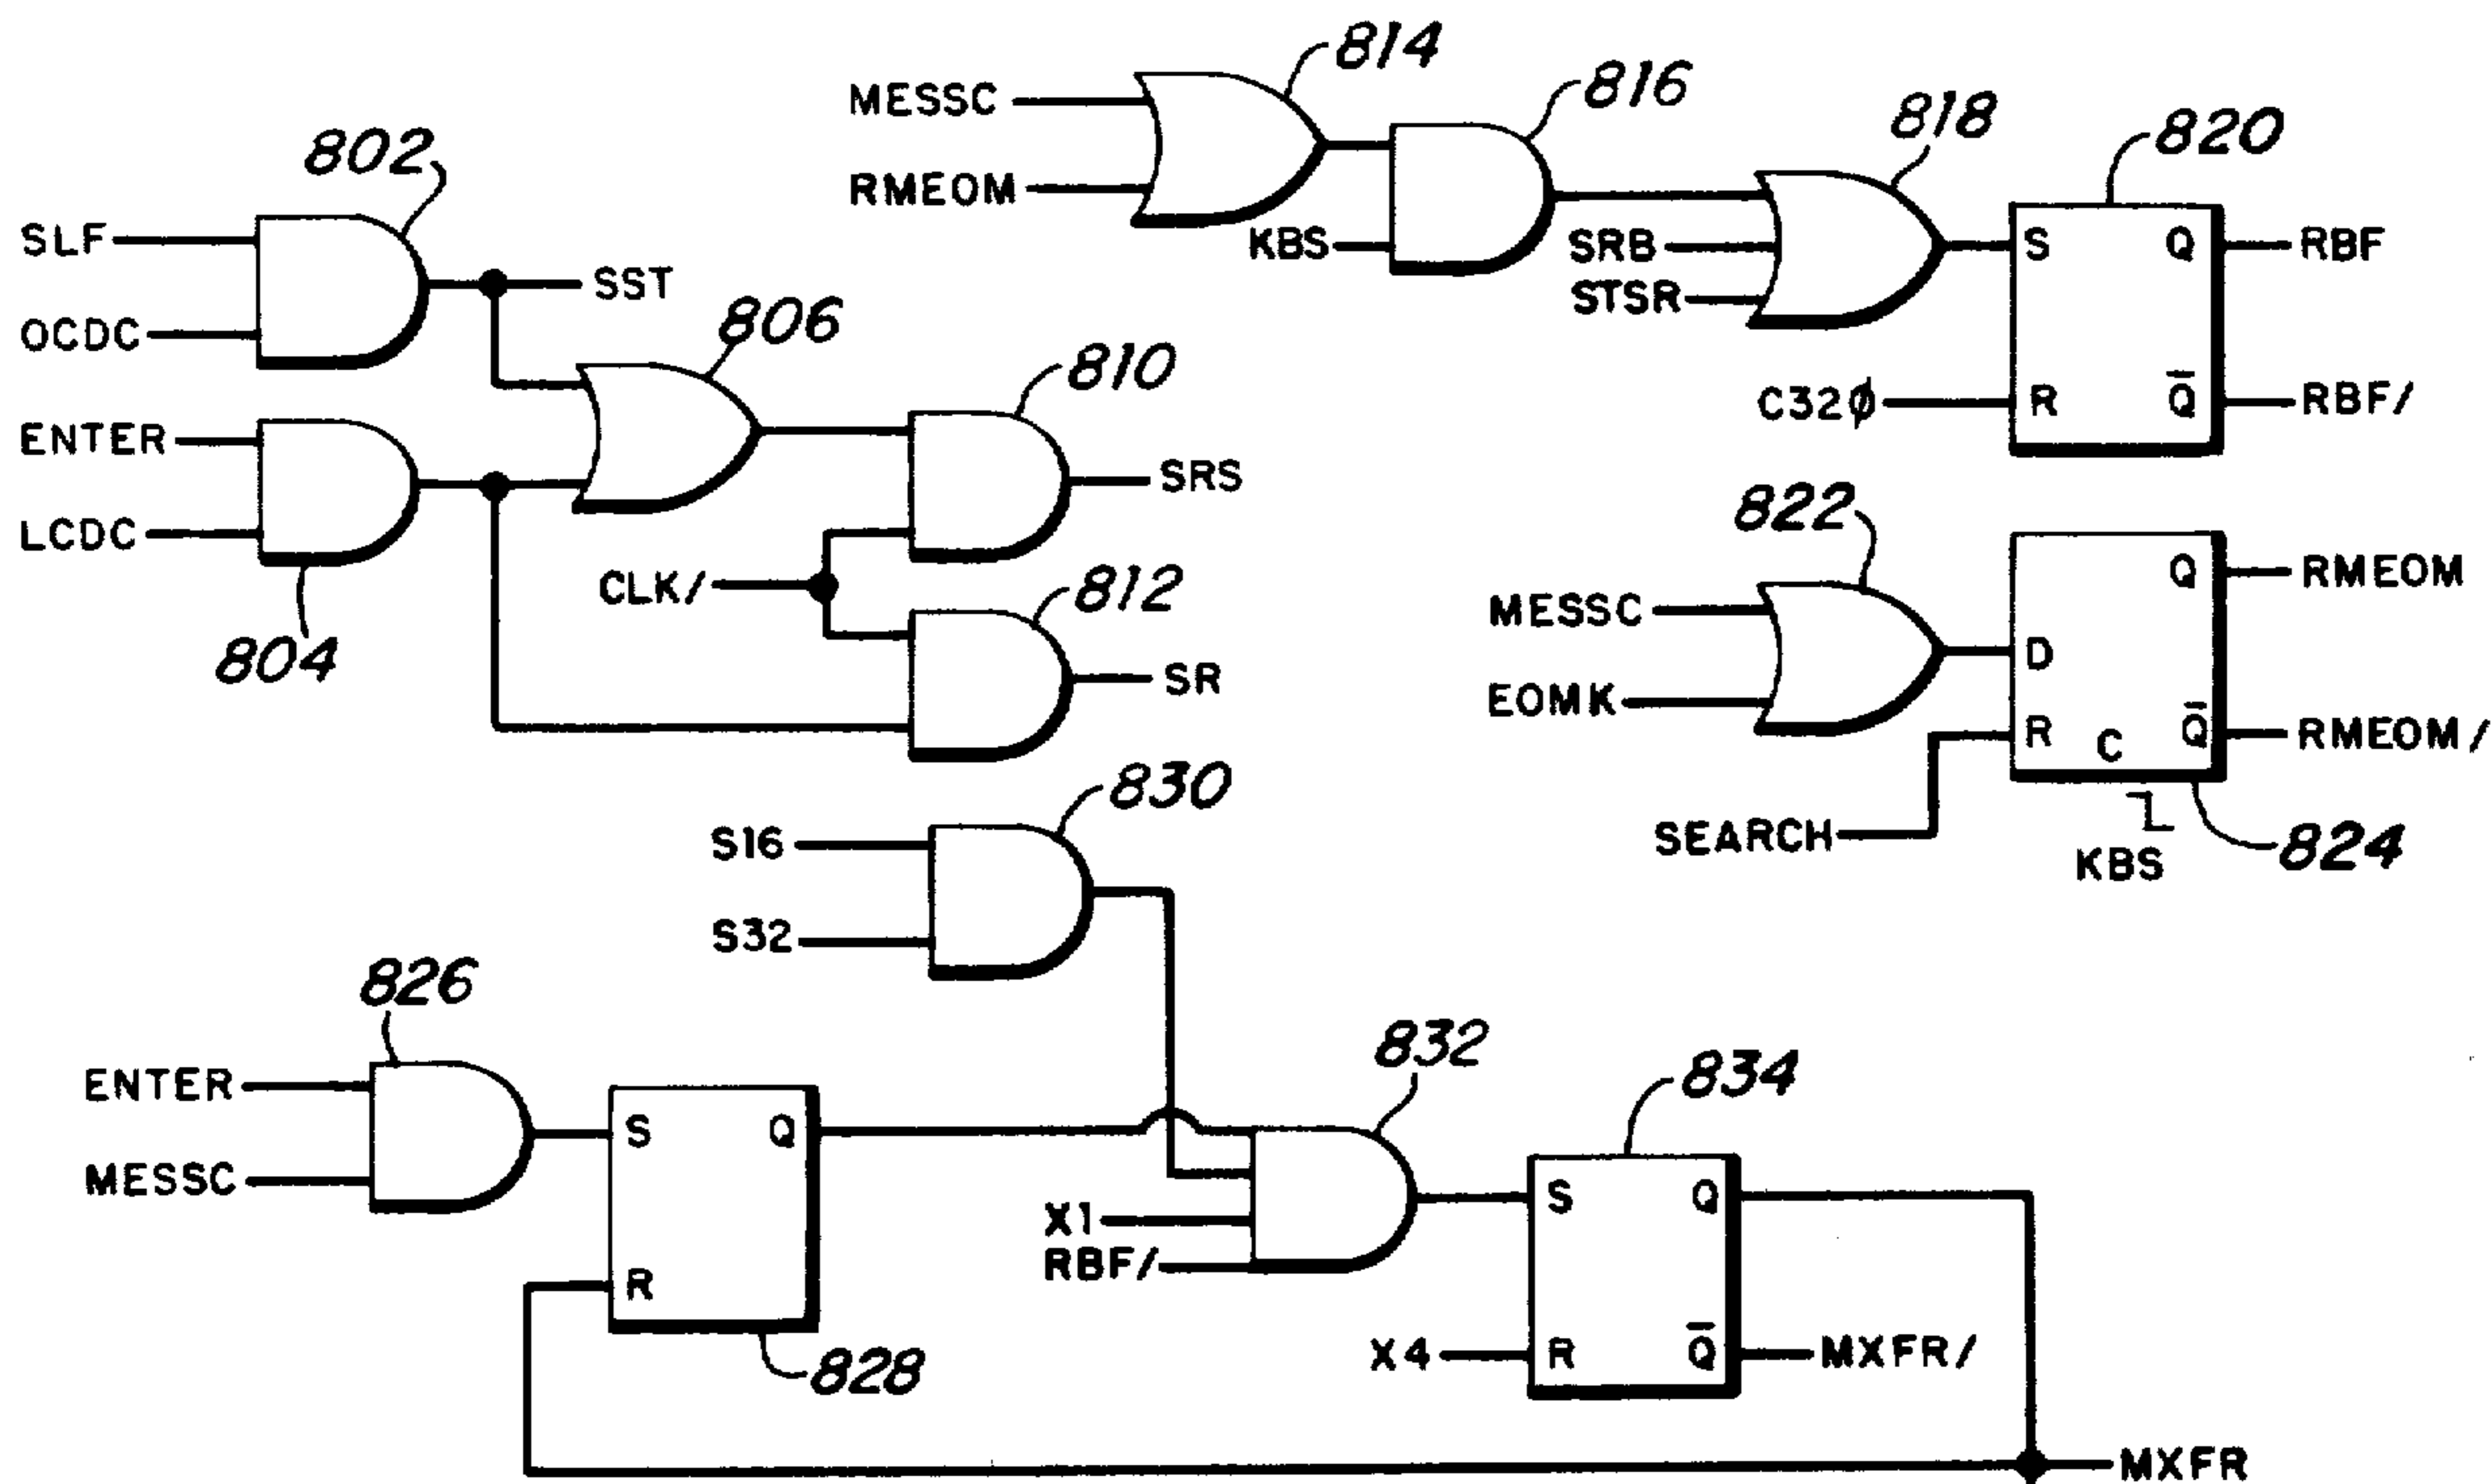 814
MESSC
816
RMEOM
818
820
KBS
SRB
STSR
S
Q
RBF
C32∅
R
Q̅
RBF/
802
SLF
OCDC
SST
806
ENTER
LCDC
804
810
SRS
CLK/
812
SR
822
MESSC
EOMK
Q
RMEOM
D
R
C
Q̅
RMEOM/
SEARCH
KBS
824
830
S16
S32
826
ENTER
MESSC
S
Q
R
828
832
X1
RBF/
834
S
Q
X4
R
Q̅
MXFR/
MXFR